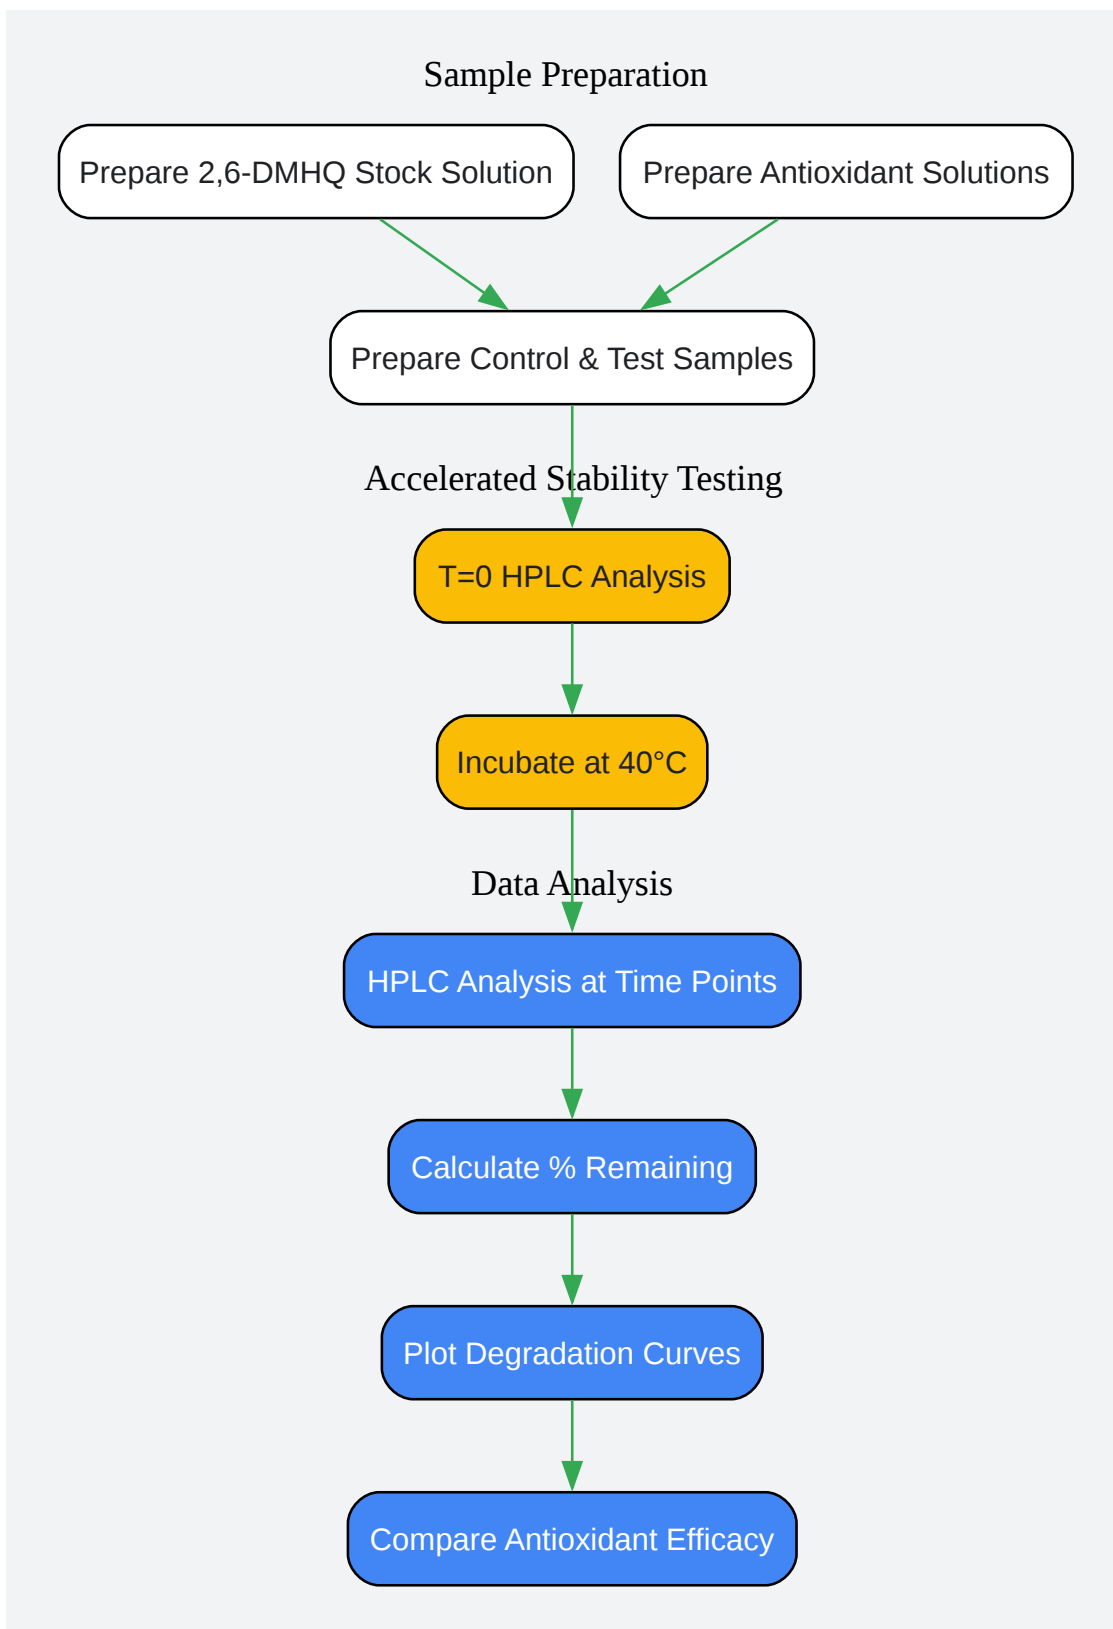 Sample Preparation
Prepare 2,6-DMHQ Stock Solution
Prepare Antioxidant Solutions
Prepare Control & Test Samples
Accelerated Stability Testing
T=0 HPLC Analysis
Incubate at 40°C
Data Analysis
HPLC Analysis at Time Points
Calculate % Remaining
Plot Degradation Curves
Compare Antioxidant Efficacy